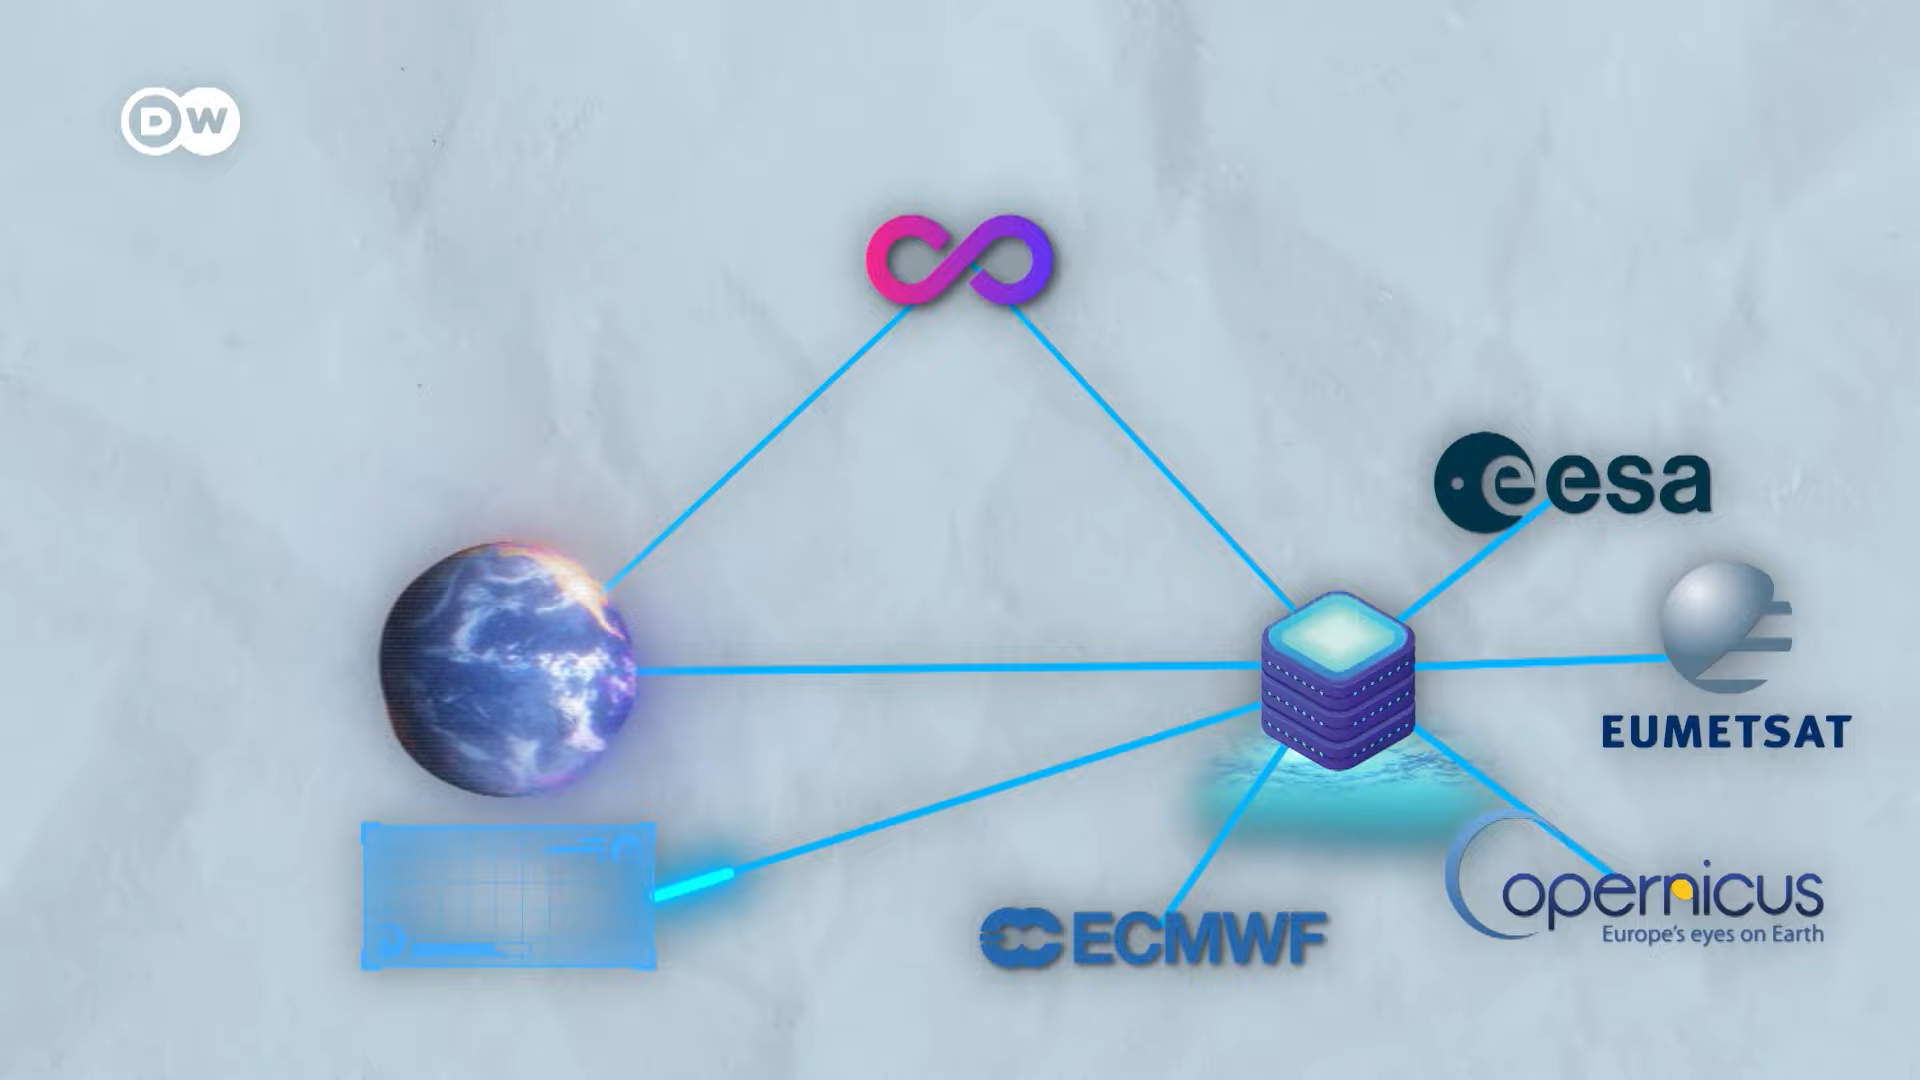 DW
esa
EUMETSAT
ECMWF
Copernicus
Europe's eyes on Earth